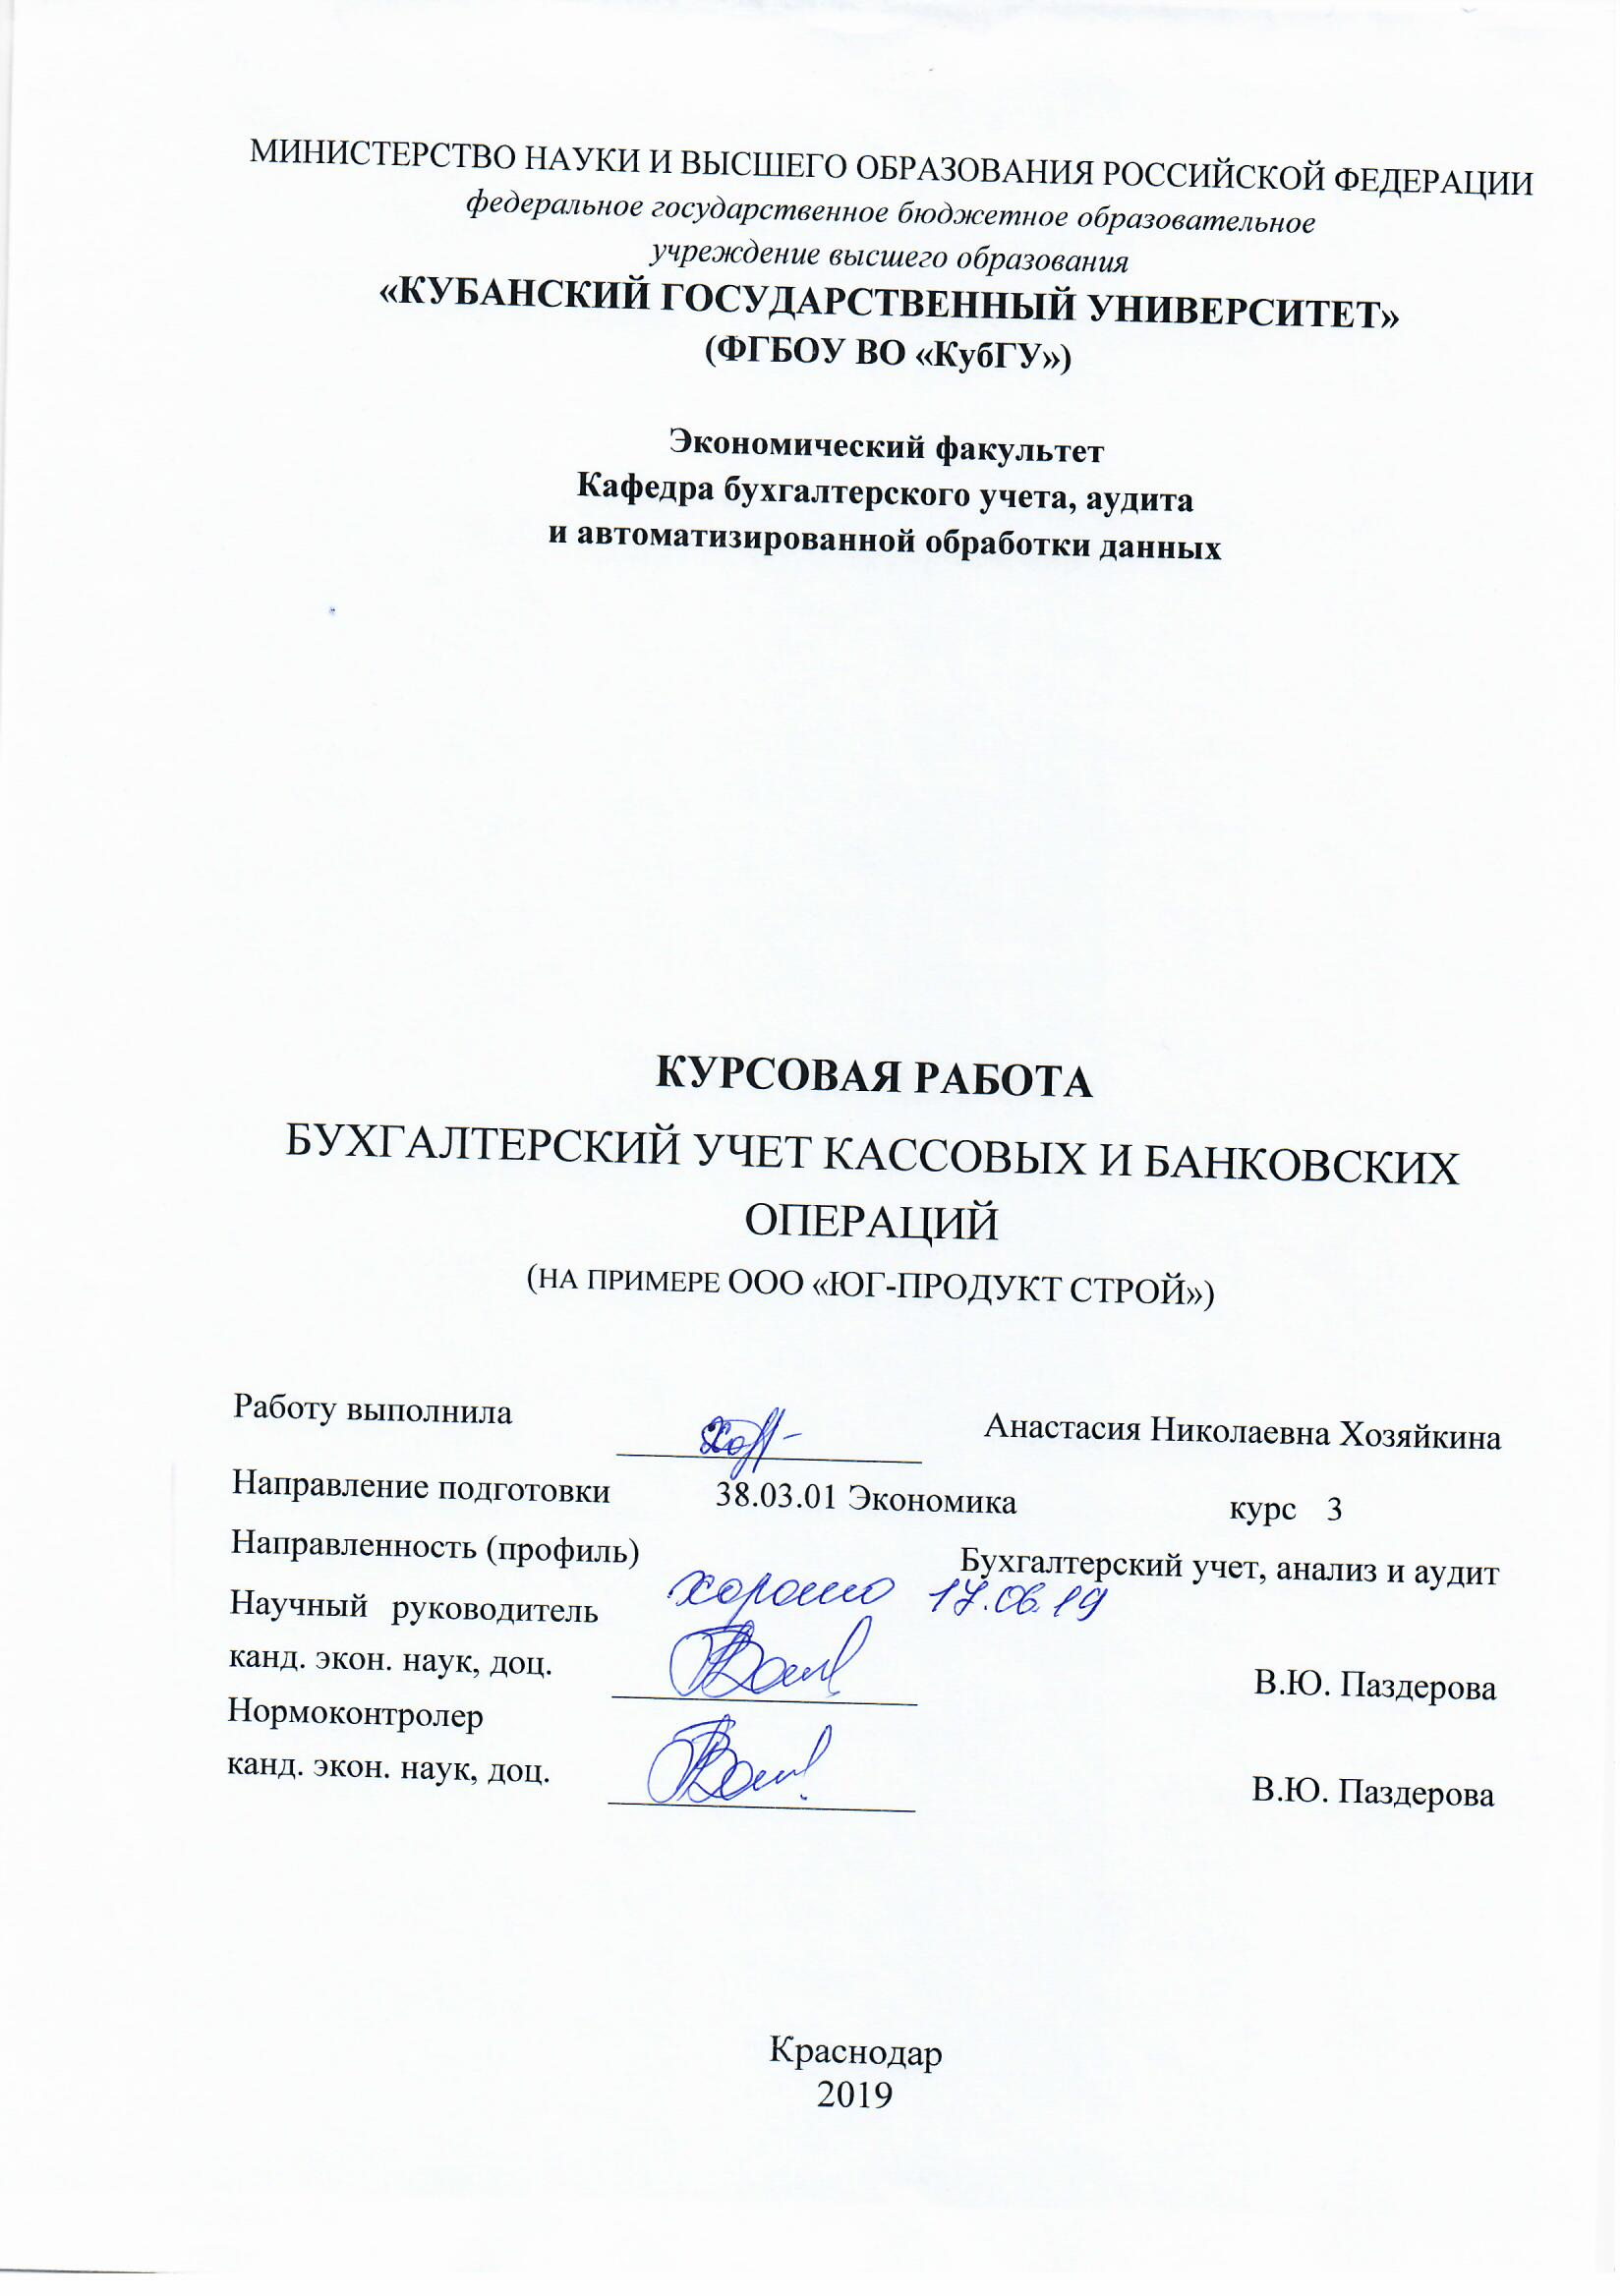 МИНИСТЕРСТВО НАУКИ И ВЫСШЕГО ОБРАЗОВАНИЯ РОССИЙСКОЙ ФЕДЕРАЦИИ
федеральное государственное бюджетное образовательное
учреждение высшего образования
«КУБАНСКИЙ ГОСУДАРСТВЕННЫЙ УНИВЕРСИТЕТ»
(ФГБОУ ВО «КубГУ»)
Экономический факультет
Кафедра бухгалтерского учета, аудита
и автоматизированной обработки данных
КУРСОВАЯ РАБОТА
БУХГАЛТЕРСКИЙ УЧЕТ КАССОВЫХ И БАНКОВСКИХ
ОПЕРАЦИЙ
(НА ПРИМЕРЕ ООО «ЮГ-ПРОДУКТ СТРОЙ»)
Работу выполнила Анастасия Николаевна Хозяйкина
Направление подготовки 38.03.01 Экономика курс 3
Направленность (профиль) Бухгалтерский учет, анализ и аудит
хорошо 17.06.19
Научный руководитель
канд. экон. наук, доц. В.Ю. Паздерова
Нормоконтролер
канд. экон. наук, доц. В.Ю. Паздерова
Краснодар
2019